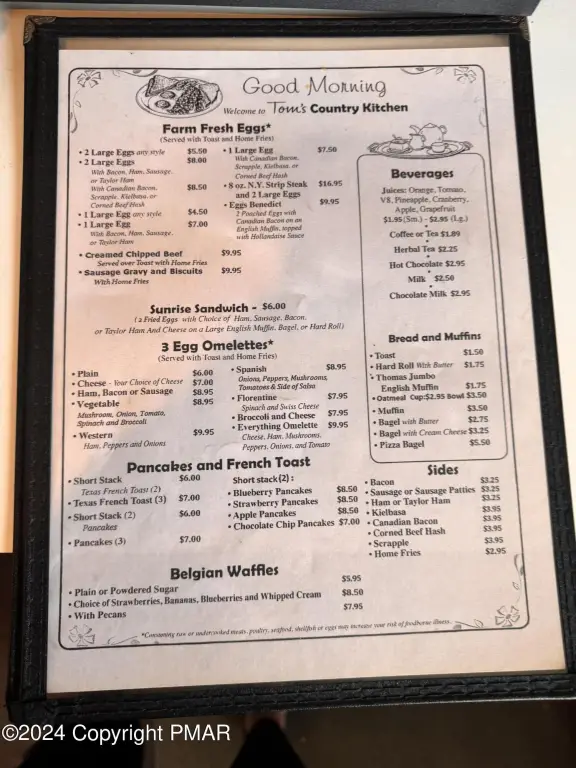 Good Morning
Welcome to Tom's Country Kitchen
Farm Fresh Eggs*
(Served with Toast and Home Fries)
• 2 Large Eggs any style $5.50
• 2 Large Eggs $8.00
With Bacon, Ham, Sausage,
or Taylor Ham
With Canadian Bacon, $8.50
Scrapple, Kielbasa, or
Corned Beef Hash
• 1 Large Egg any style $4.50
• 1 Large Egg $7.00
With Bacon, Ham, Sausage,
or Taylor Ham
• Creamed Chipped Beef $9.95
Served over Toast with Home Fries
• Sausage Gravy and Biscuits $9.95
With Home Fries
• 1 Large Egg $7.50
With Canadian Bacon,
Scrapple, Kielbasa, or
Corned Beef Hash
• 8 oz. N.Y. Strip Steak $16.95
and 2 Large Eggs
• Eggs Benedict $9.95
2 Poached Eggs with
Canadian Bacon on an
English Muffin, topped
with Hollandaise Sauce
Sunrise Sandwich - $6.00
(2 Fried Eggs with Choice of Ham, Sausage, Bacon,
or Taylor Ham And Cheese on a Large English Muffin, Bagel, or Hard Roll)
3 Egg Omelettes*
(Served with Toast and Home Fries)
• Plain $6.00
• Cheese - Your Choice of Cheese $7.00
• Ham, Bacon or Sausage $8.95
• Vegetable $8.95
Mushroom, Onion, Tomato,
Spinach and Broccoli
• Western $9.95
Ham, Peppers and Onions
• Spanish $8.95
Onions, Peppers, Mushrooms,
Tomatoes & Side of Salsa
• Florentine $7.95
Spinach and Swiss Cheese
• Broccoli and Cheese $7.95
• Everything Omelette $9.95
Cheese, Ham, Mushrooms,
Peppers, Onions, and Tomato
Pancakes and French Toast
• Short Stack $6.00
Texas French Toast (2)
• Texas French Toast (3) $7.00
• Short Stack (2) $6.00
Pancakes
• Pancakes (3) $7.00
Short stack(2) :
• Blueberry Pancakes $8.50
• Strawberry Pancakes $8.50
• Apple Pancakes $8.50
• Chocolate Chip Pancakes $7.00
Belgian Waffles
• Plain or Powdered Sugar $5.95
• Choice of Strawberries, Bananas, Blueberries and Whipped Cream $8.50
• With Pecans $7.95
Beverages
Juices: Orange, Tomato,
V8, Pineapple, Cranberry,
Apple, Grapefruit
$1.95(Sm.) - $2.95 (Lg.)
Coffee or Tea $1.89
Herbal Tea $2.25
Hot Chocolate $2.95
Milk $2.50
Chocolate Milk $2.95
Bread and Muffins
• Toast $1.50
• Hard Roll With Butter $1.75
• Thomas Jumbo
English Muffin $1.75
• Oatmeal Cup:$2.95 Bowl $3.50
• Muffin $3.50
• Bagel with Butter $2.75
• Bagel with Cream Cheese $3.25
• Pizza Bagel $5.50
Sides
• Bacon $3.25
• Sausage or Sausage Patties $3.25
• Ham or Taylor Ham $3.25
• Kielbasa $3.95
• Canadian Bacon $3.95
• Corned Beef Hash $3.95
• Scrapple $3.95
• Home Fries $2.95
*Consuming raw or undercooked meats, poultry, seafood, shellfish or eggs may increase your risk of foodborne illness.
©2024 Copyright PMAR